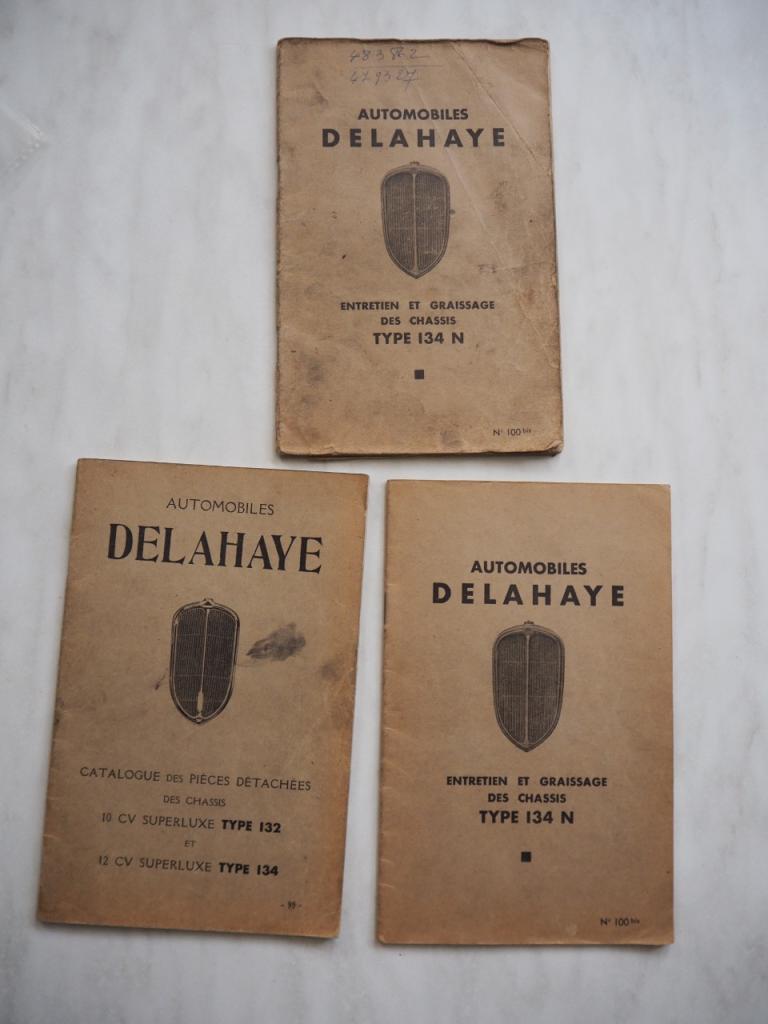 AUTOMOBILES
DELAHAYE
ENTRETIEN ET GRAISSAGE
DES CHASSIS
TYPE 134 N
N° 100 bis
AUTOMOBILES
DELAHAYE
CATALOGUE DES PIÈCES DÉTACHÉES
DES CHASSIS
10 CV SUPERLUXE TYPE 132
ET
12 CV SUPERLUXE TYPE 134
- 99 -
AUTOMOBILES
DELAHAYE
ENTRETIEN ET GRAISSAGE
DES CHASSIS
TYPE 134 N
N° 100 bis